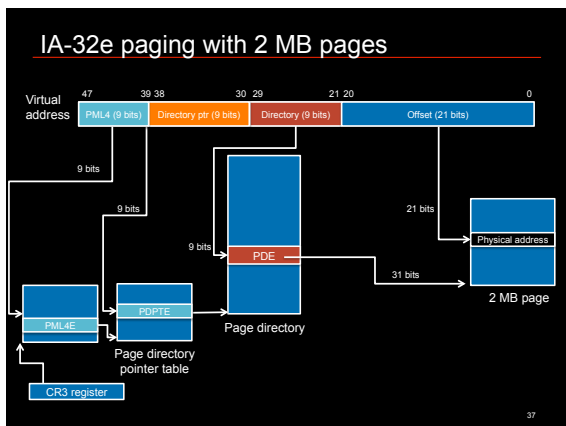 IA-32e paging with 2 MB pages
47 39 38 30 29 21 20 0
Virtual
address
PML4 (9 bits) Directory ptr (9 bits) Directory (9 bits) Offset (21 bits)
9 bits
9 bits
21 bits
Physical address
9 bits
PDE
31 bits
2 MB page
PDPTE
PML4E
Page directory
Page directory
pointer table
CR3 register
37